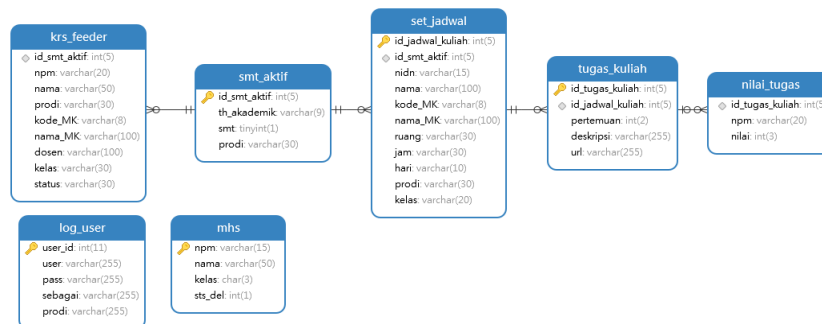 krs_feeder
id_smt_aktif: int(5)
npm: varchar(20)
nama: varchar(50)
prodi: varchar(30)
kode_MK: varchar(8)
nama_MK: varchar(100)
dosen: varchar(100)
kelas: varchar(30)
status: varchar(30)
smt_aktif
id_smt_aktif: int(5)
th_akademik: varchar(9)
smt: tinyint(1)
prodi: varchar(30)
set_jadwal
id_jadwal_kuliah: int(5)
id_smt_aktif: int(5)
nidn: varchar(15)
nama: varchar(100)
kode_MK: varchar(8)
nama_MK: varchar(100)
ruang: varchar(30)
jam: varchar(30)
hari: varchar(10)
prodi: varchar(30)
kelas: varchar(20)
tugas_kuliah
id_tugas_kuliah: int(5)
id_jadwal_kuliah: int(5)
pertemuan: int(2)
deskripsi: varchar(255)
url: varchar(255)
nilai_tugas
id_tugas_kuliah: int(5
npm: varchar(20)
nilai: int(3)
log_user
user_id: int(11)
user: varchar(255)
pass: varchar(255)
sebagai: varchar(255)
prodi: varchar(255)
mhs
npm: varchar(15)
nama: varchar(50)
kelas: char(3)
sts_del: int(1)